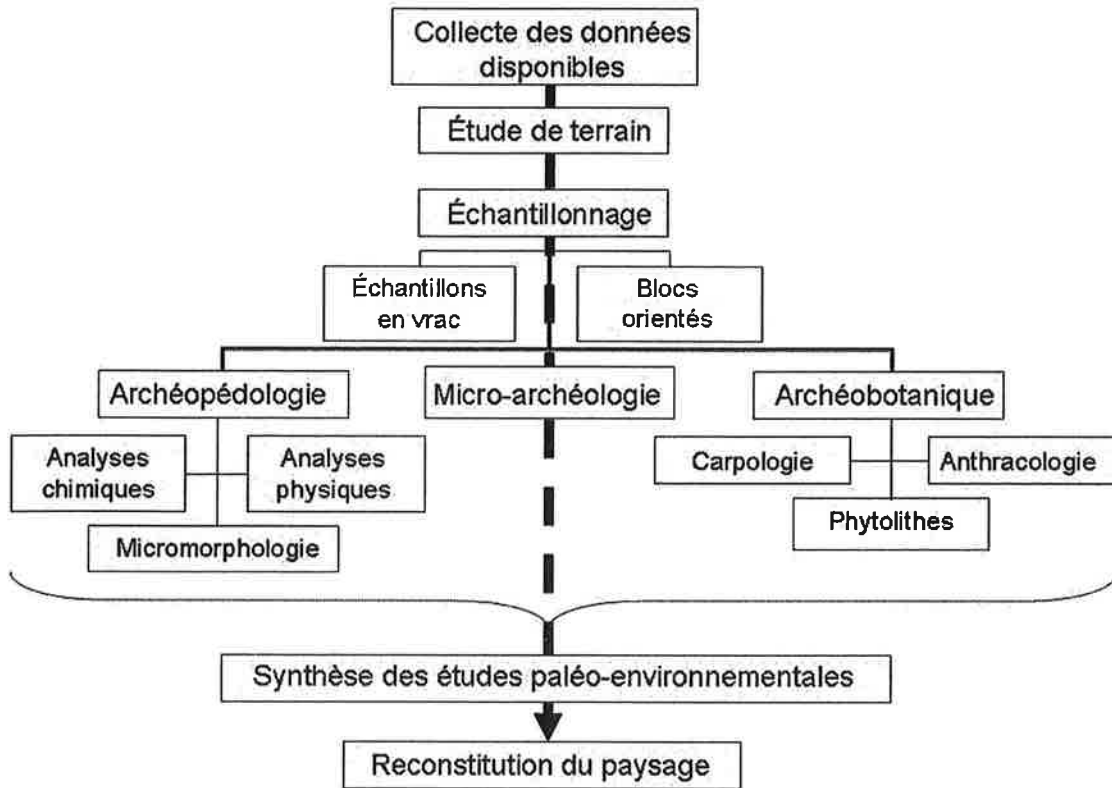 Collecte des données
disponibles
Étude de terrain
Échantillonnage
Échantillons
en vrac
Blocs
orientés
Archéopédologie
Micro-archéologie
Archéobotanique
Analyses
chimiques
Analyses
physiques
Carpologie
Anthracologie
Micromorphologie
Phytolithes
Synthèse des études paléo-environnementales
Reconstitution du paysage